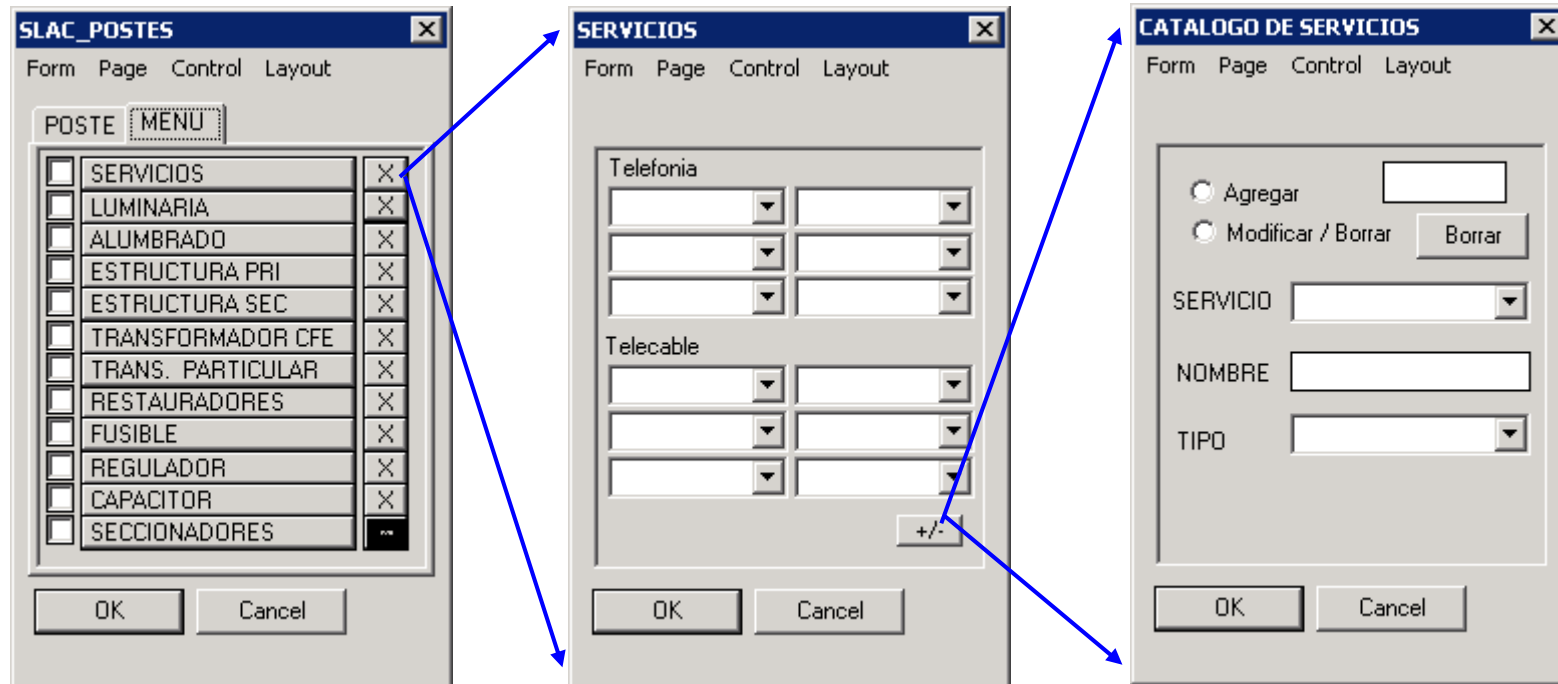 SLAC_POSTES
Form Page Control Layout
POSTE MENU
SERVICIOS X
LUMINARIA X
ALUMBRADO X
ESTRUCTURA PRI X
ESTRUCTURA SEC X
TRANSFORMADOR CFE X
TRANS. PARTICULAR X
RESTAURADORES X
FUSIBLE X
REGULADOR X
CAPACITOR X
SECCIONADORES
OK Cancel
SERVICIOS
Form Page Control Layout
Telefonia
Telecable
+/-
OK Cancel
CATALOGO DE SERVICIOS
Form Page Control Layout
Agregar
Modificar / Borrar Borrar
SERVICIO
NOMBRE
TIPO
OK Cancel